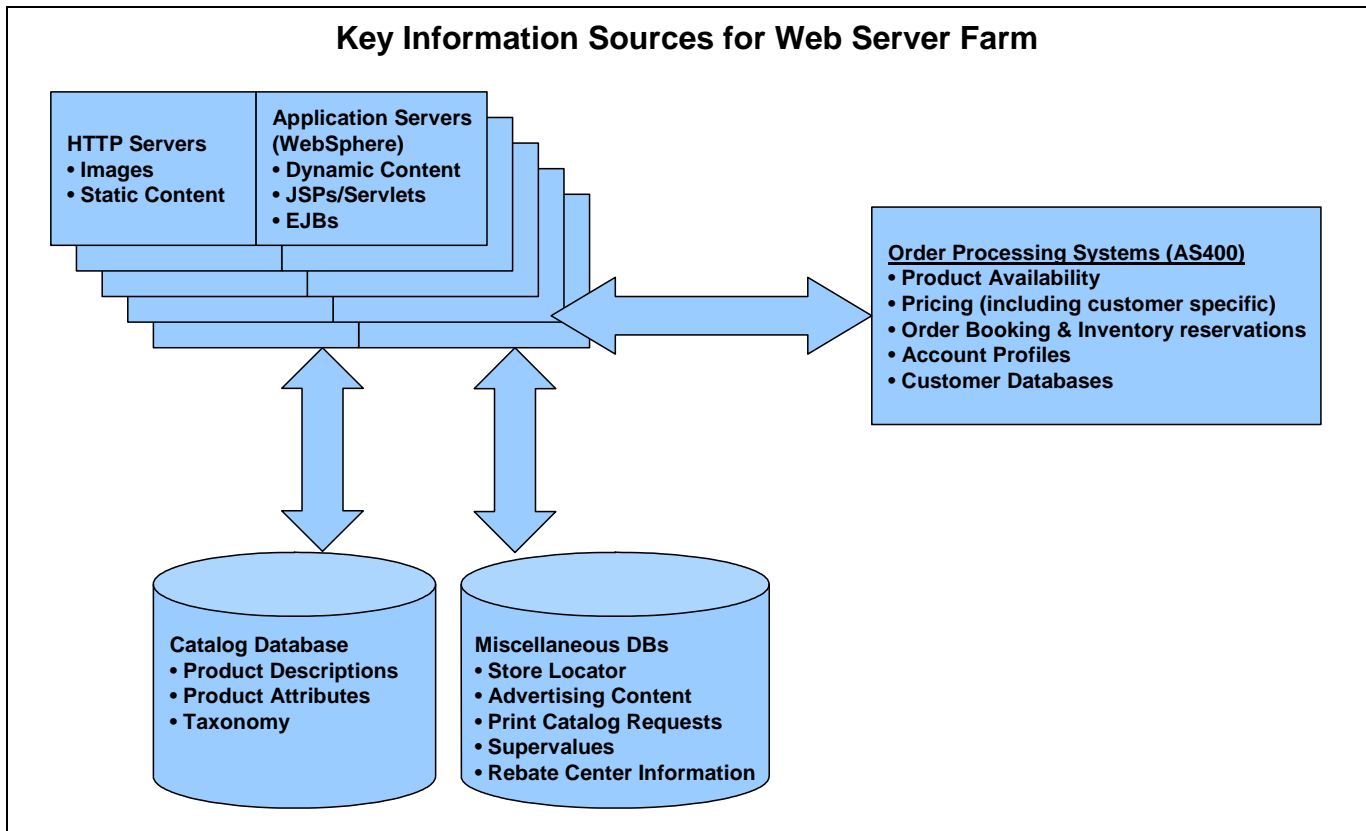 Key Information Sources for Web Server Farm
HTTP Servers
• Images
• Static Content
Application Servers
(WebSphere)
• Dynamic Content
• JSPs/Servlets
• EJBs
Order Processing Systems (AS400)
• Product Availability
• Pricing (including customer specific)
• Order Booking & Inventory reservations
• Account Profiles
• Customer Databases
Catalog Database
• Product Descriptions
• Product Attributes
• Taxonomy
Miscellaneous DBs
• Store Locator
• Advertising Content
• Print Catalog Requests
• Supervalues
• Rebate Center Information